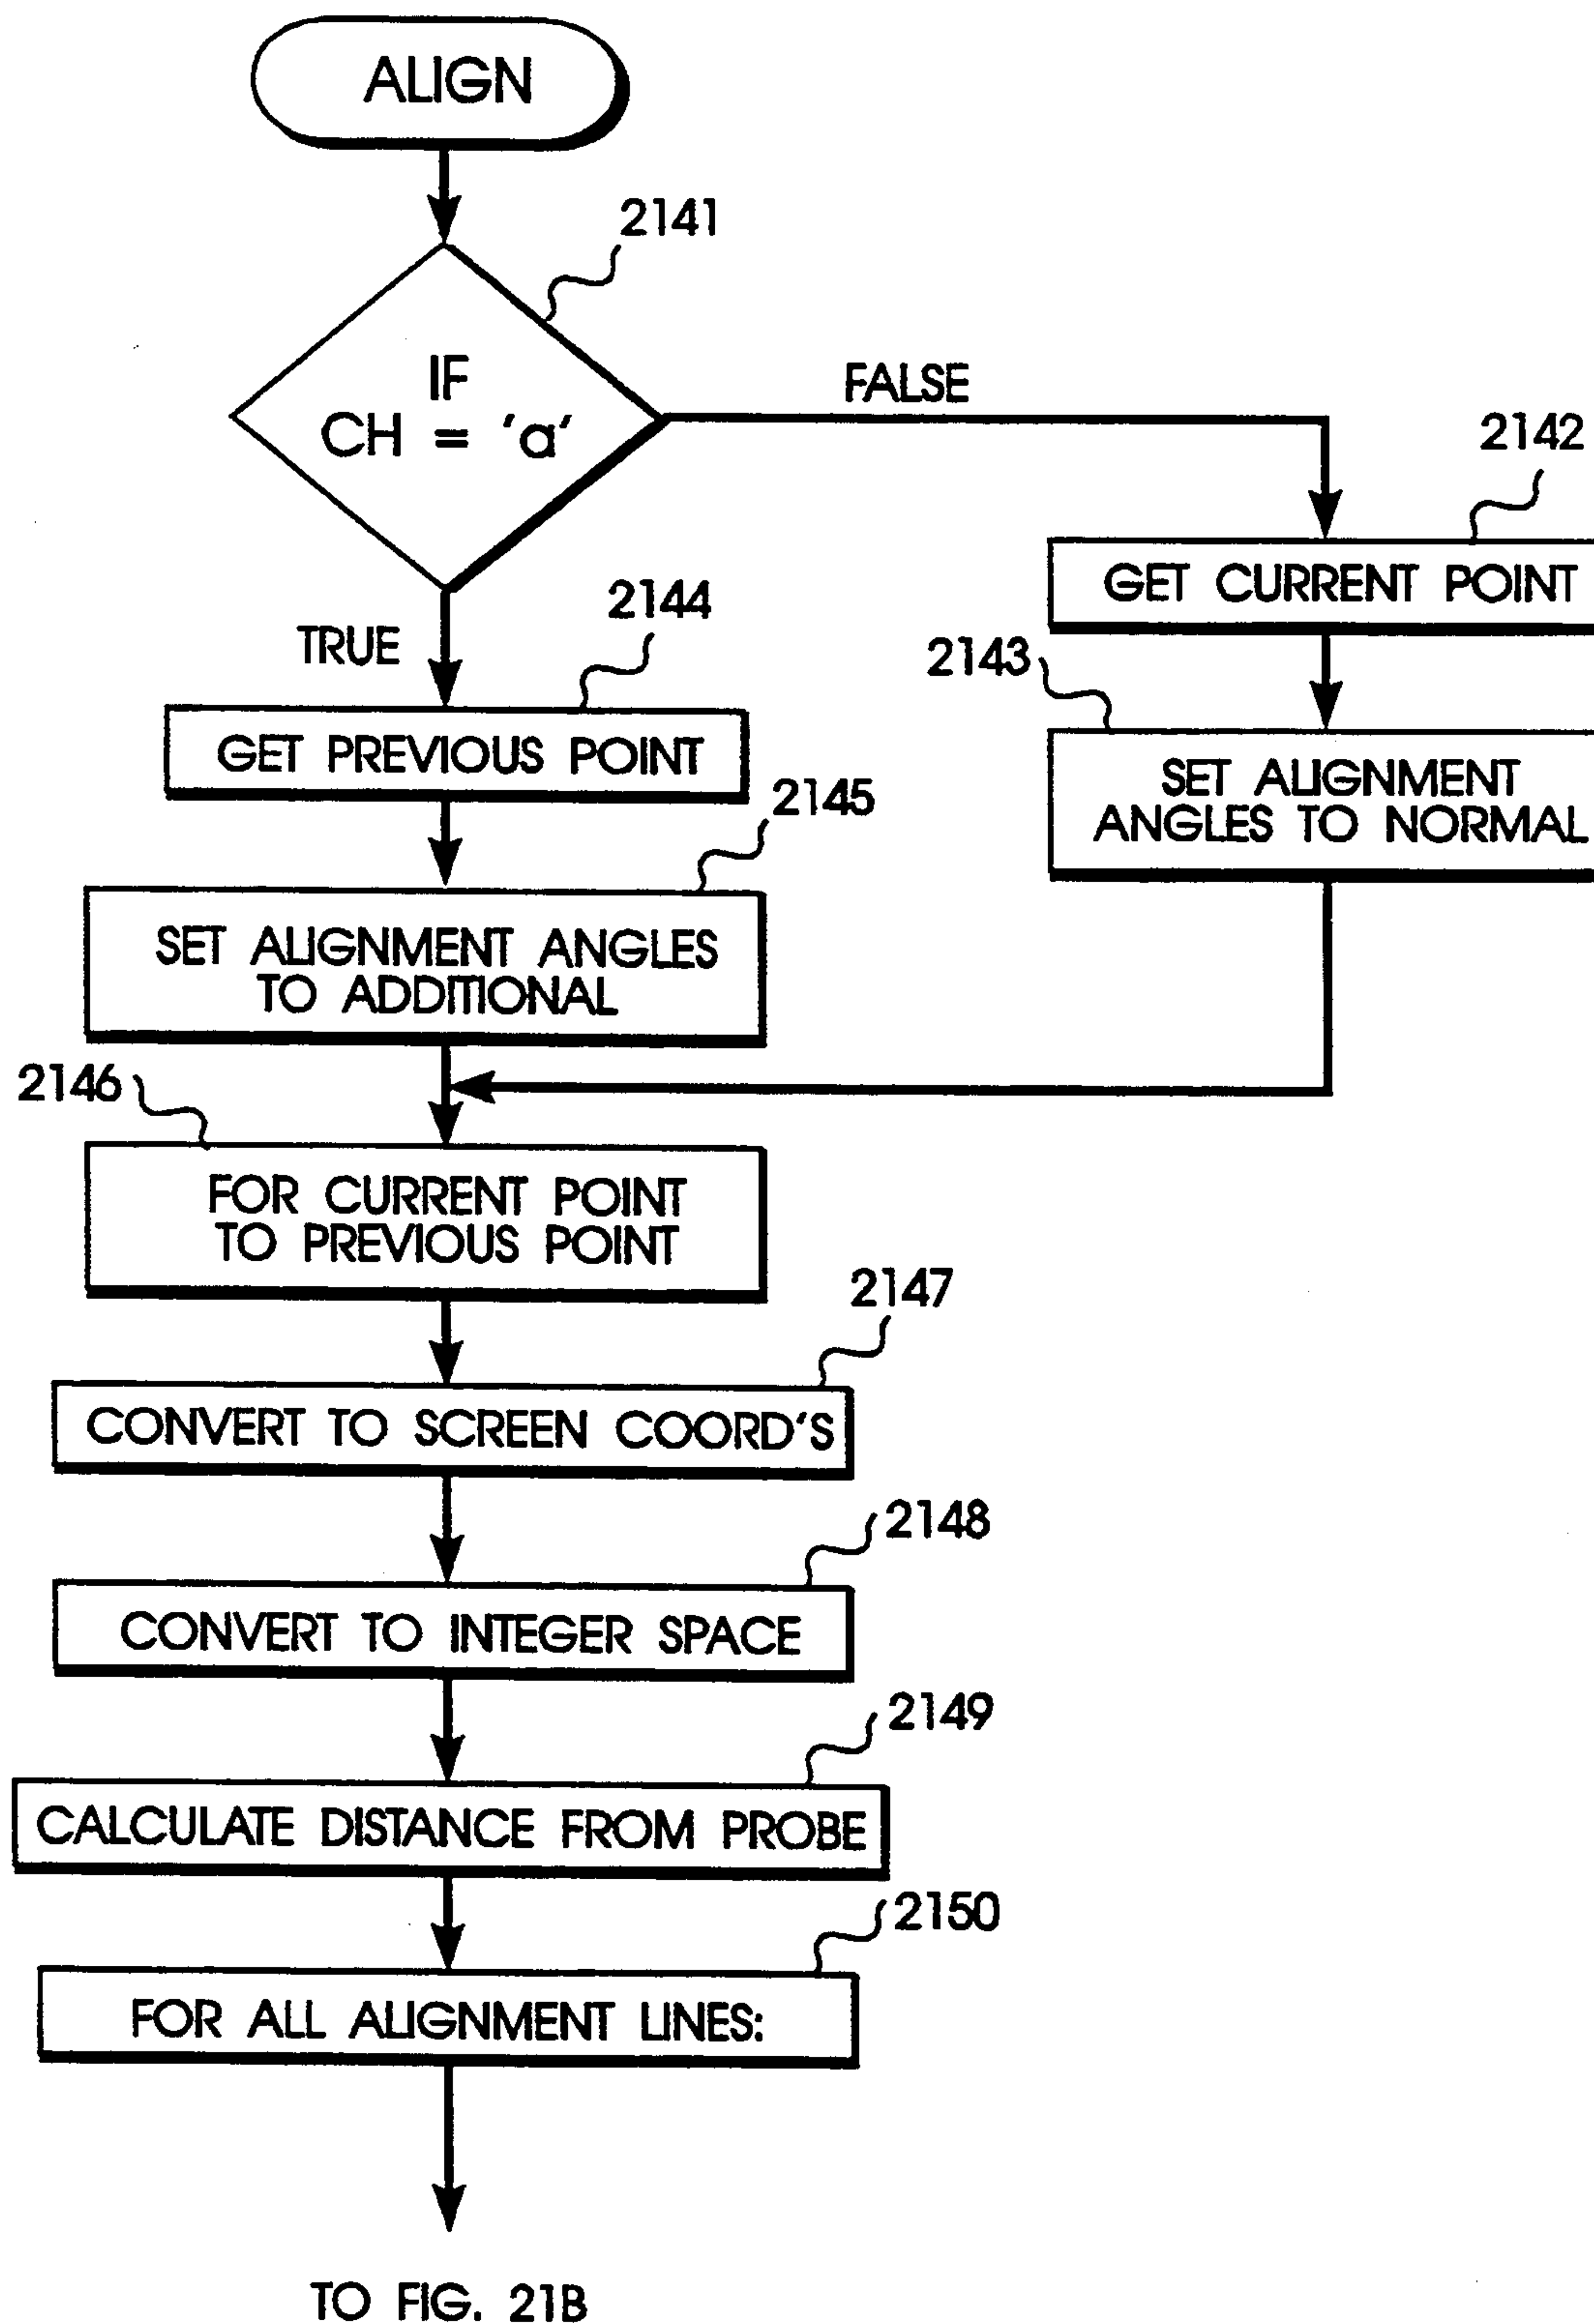 ALIGN
2141
IF
CH = 'a'
FALSE
2142
GET CURRENT POINT
2143
SET ALIGNMENT
ANGLES TO NORMAL
TRUE
2144
GET PREVIOUS POINT
2145
SET ALIGNMENT ANGLES
TO ADDITIONAL
2146
FOR CURRENT POINT
TO PREVIOUS POINT
2147
CONVERT TO SCREEN COORD'S
2148
CONVERT TO INTEGER SPACE
2149
CALCULATE DISTANCE FROM PROBE
2150
FOR ALL ALIGNMENT LINES:
TO FIG. 21B